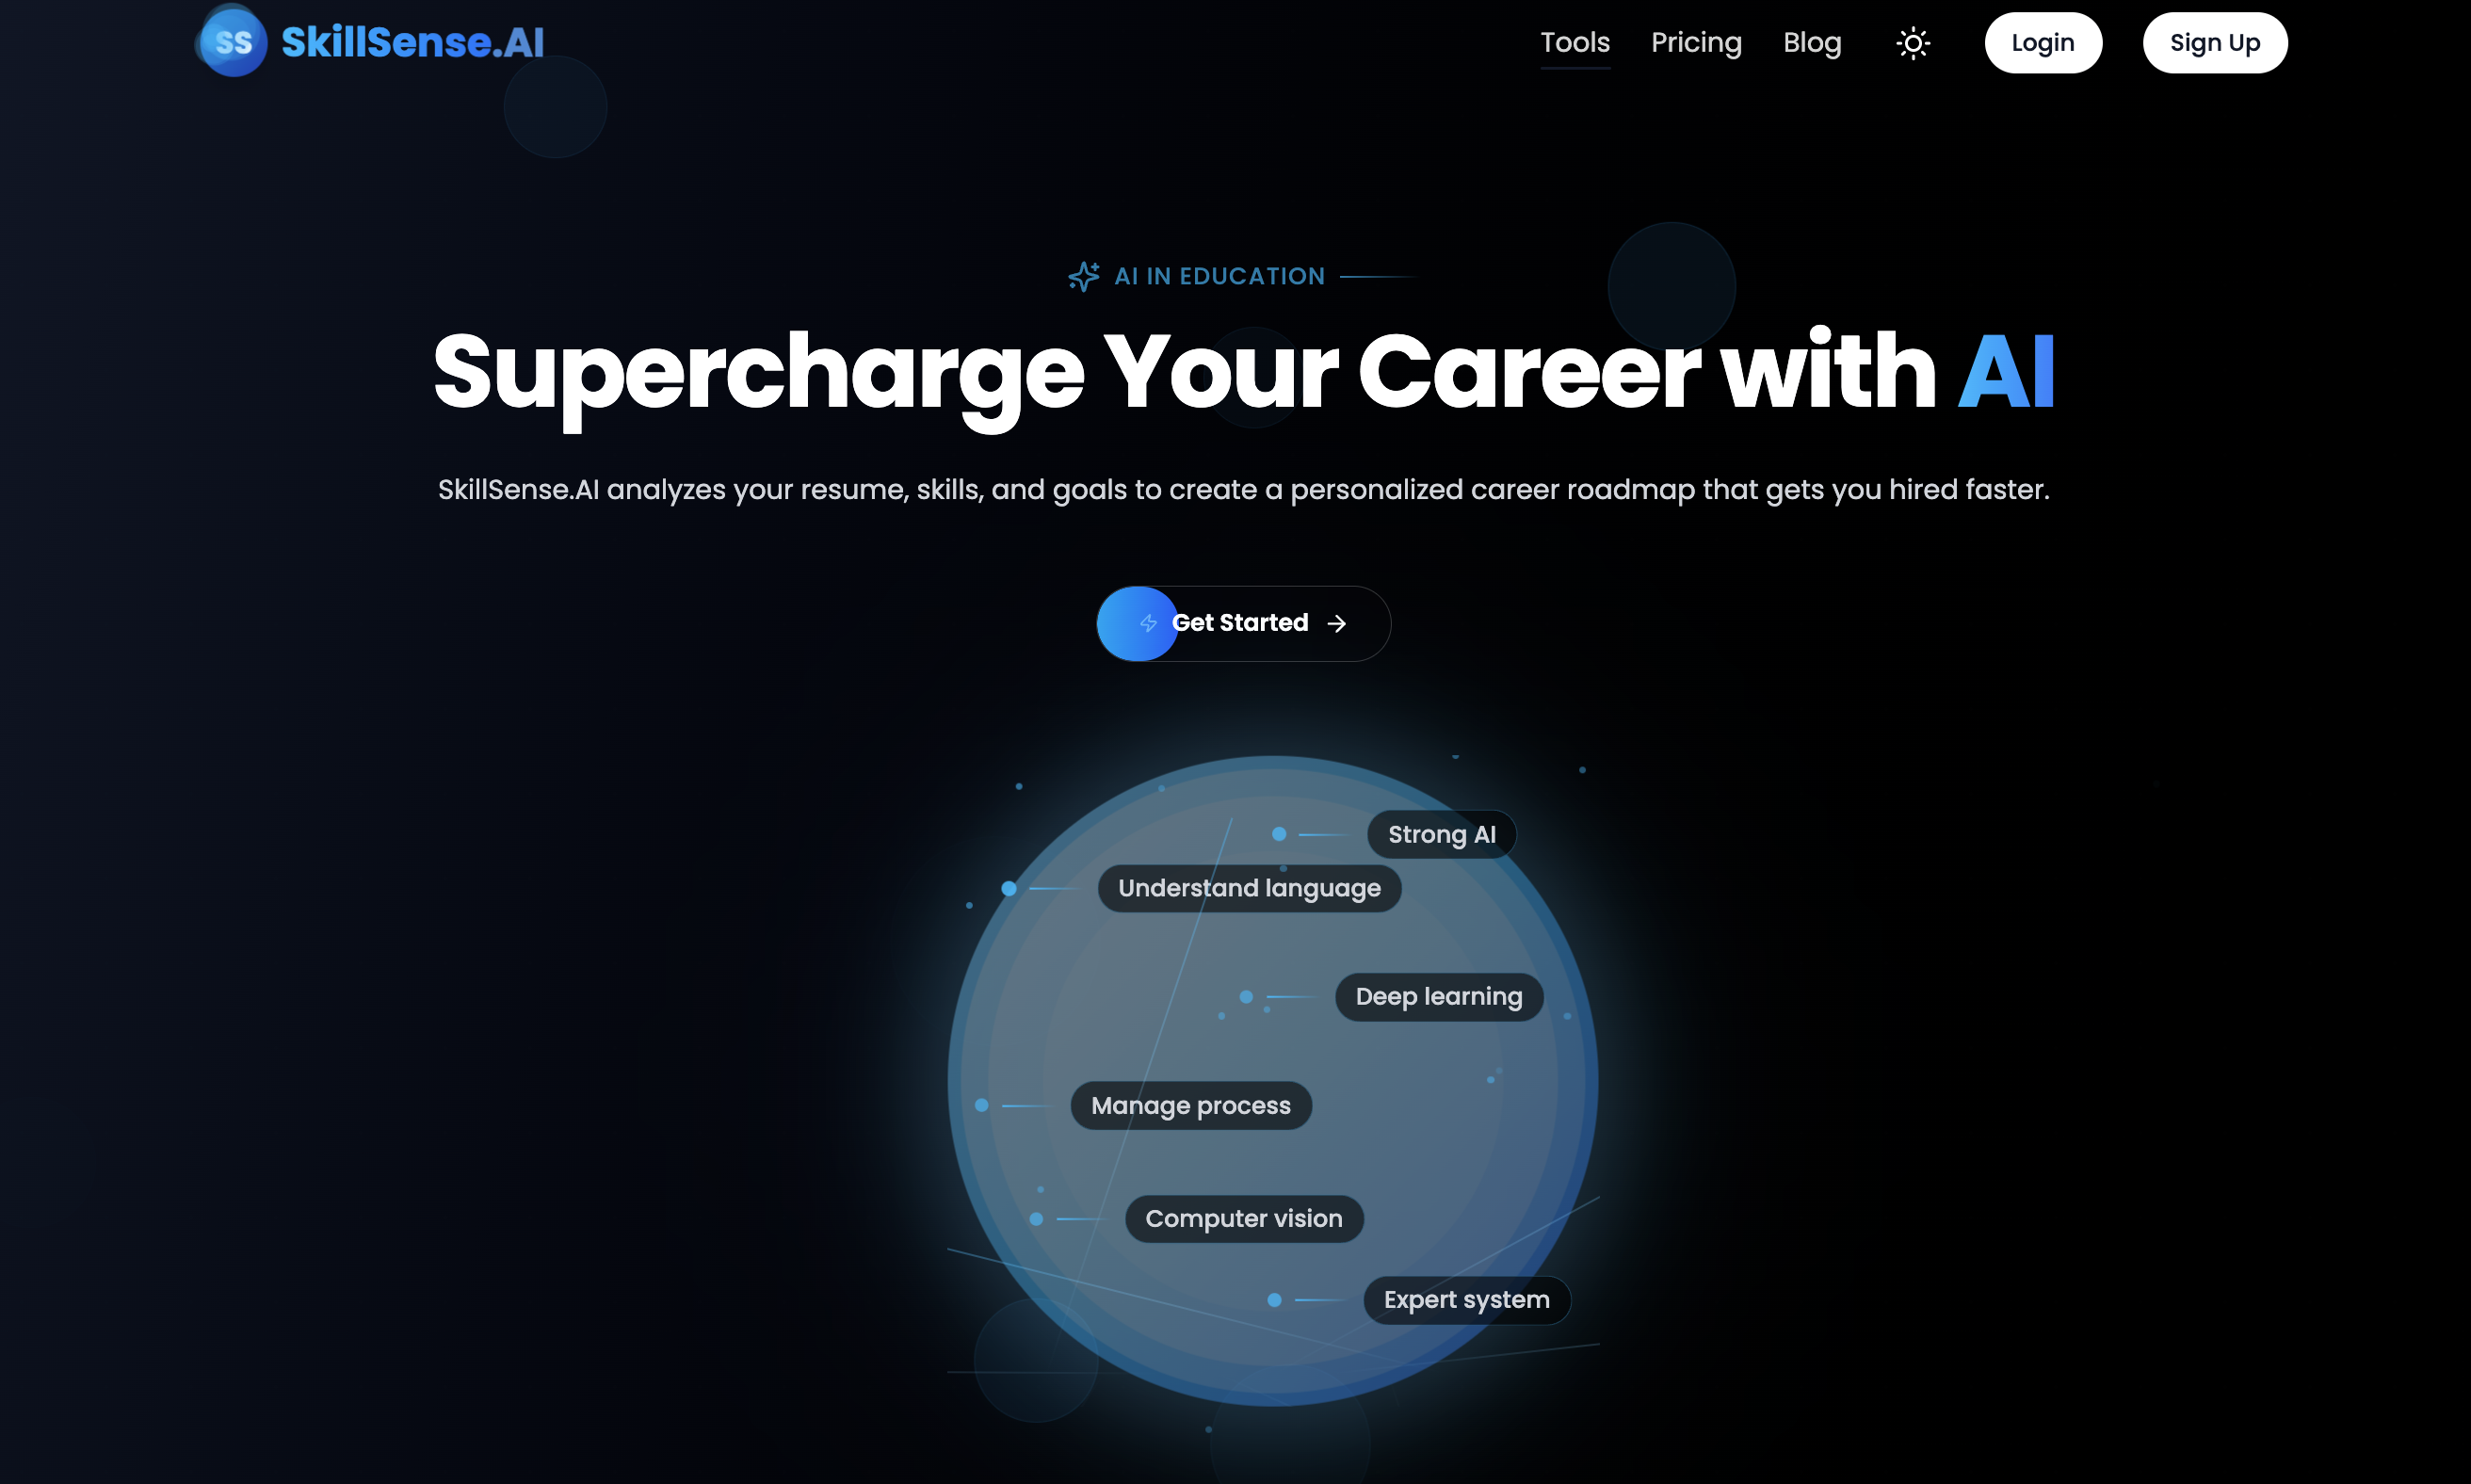 SS SkillSense.AI Tools Pricing Blog Login Sign Up
AI IN EDUCATION
Supercharge Your Career with AI
SkillSense.AI analyzes your resume, skills, and goals to create a personalized career roadmap that gets you hired faster.
Get Started
Strong AI
Understand language
Deep learning
Manage process
Computer vision
Expert system